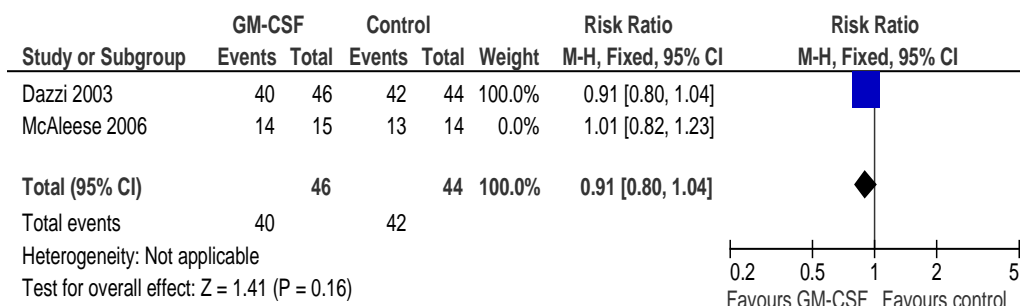 GM-CSF Control Risk Ratio Risk Ratio
Study or Subgroup Events Total Events Total Weight M-H, Fixed, 95% CI M-H, Fixed, 95% CI
Dazzi 2003 40 46 42 44 100.0% 0.91 [0.80, 1.04]
McAleese 2006 14 15 13 14 0.0% 1.01 [0.82, 1.23]
Total (95% CI) 46 44 100.0% 0.91 [0.80, 1.04]
Total events 40 42
Heterogeneity: Not applicable
Test for overall effect: Z = 1.41 (P = 0.16)
0.2 0.5 1 2 5
Favours GM-CSF Favours control